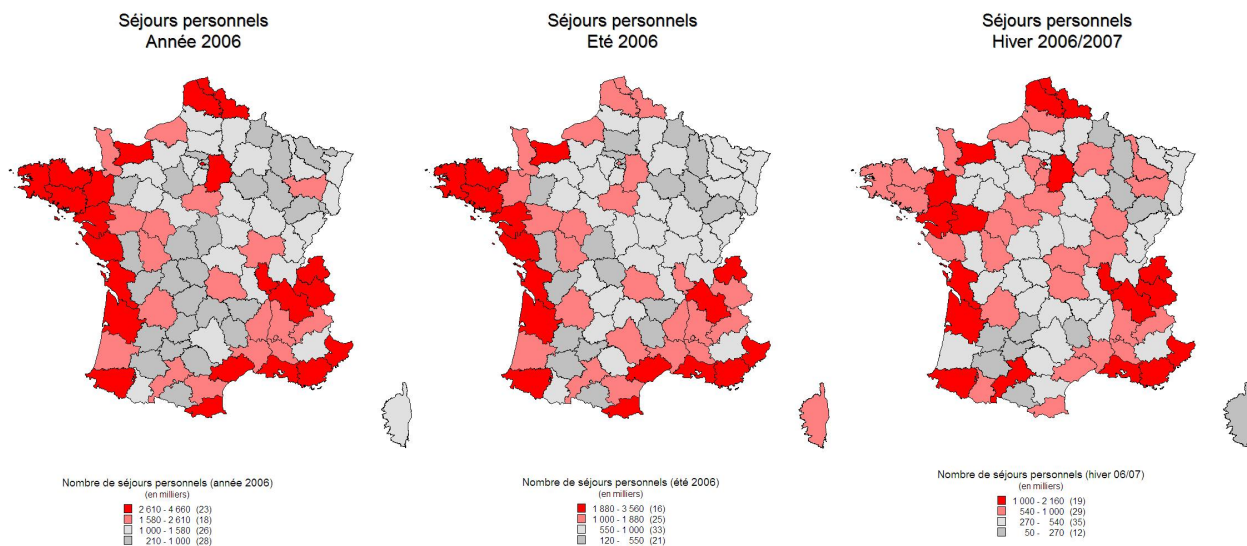 Séjours personnels
Année 2006
Séjours personnels
Eté 2006
Séjours personnels
Hiver 2006/2007
Nombre de séjours personnels (année 2006)
(en milliers)
2 610 - 4 660 (23)
1 580 - 2 610 (18)
1 000 - 1 580 (26)
210 - 1 000 (28)
Nombre de séjours personnels (été 2006)
(en milliers)
1 880 - 3 560 (16)
1 000 - 1 880 (25)
550 - 1 000 (33)
120 - 550 (21)
Nombre de séjours personnels (hiver 06/07)
(en milliers)
1 000 - 2 160 (19)
540 - 1 000 (29)
270 - 540 (35)
50 - 270 (12)